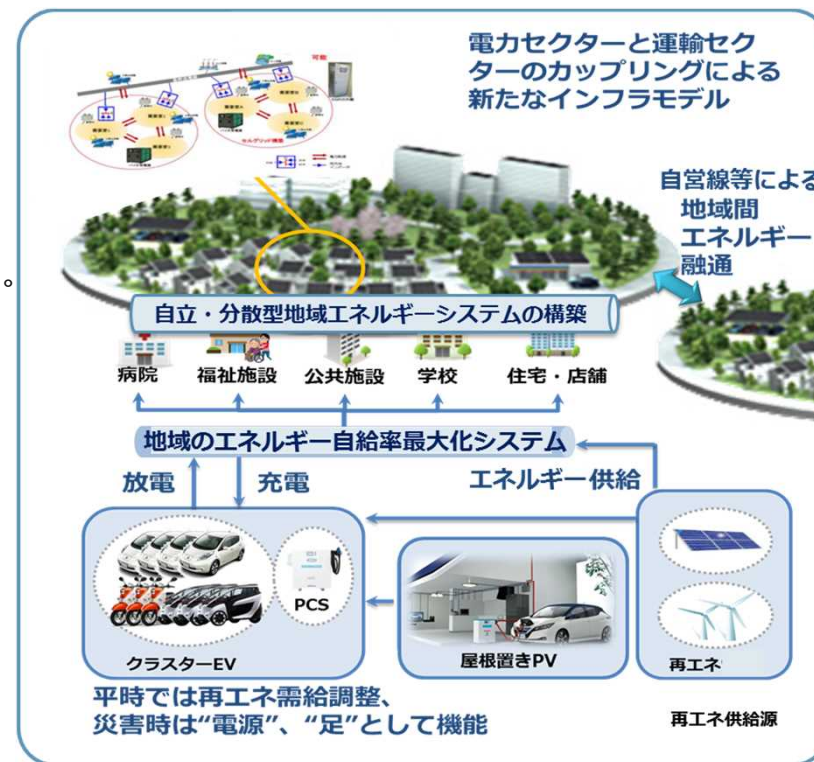 電力セクターと運輸セク
ターのカップリングによる
新たなインフラモデル
可能
自営線等による
地域間
エネルギー
融通
。
自立・分散型地域エネルギーシステムの構築
病院
福祉施設
公共施設
学校
住宅・店舗
地域のエネルギー自給率最大化システム
放電
充電
エネルギー供給
PCS
クラスターEV
屋根置きPV
再エネ
平時では再エネ需給調整、
災害時は“電源”、“足”として機能
再エネ供給源